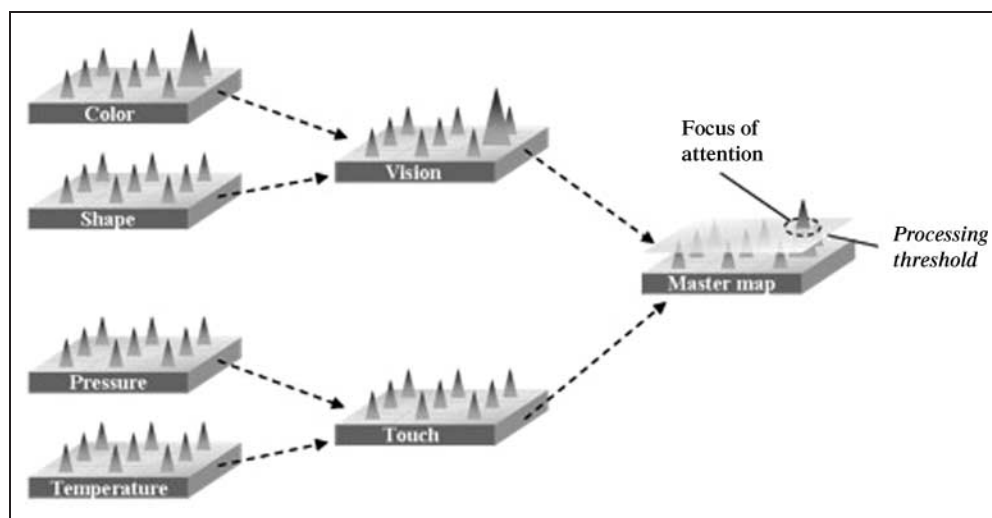 Color
Shape
Vision
Focus of
attention
Processing
threshold
Master map
Pressure
Temperature
Touch